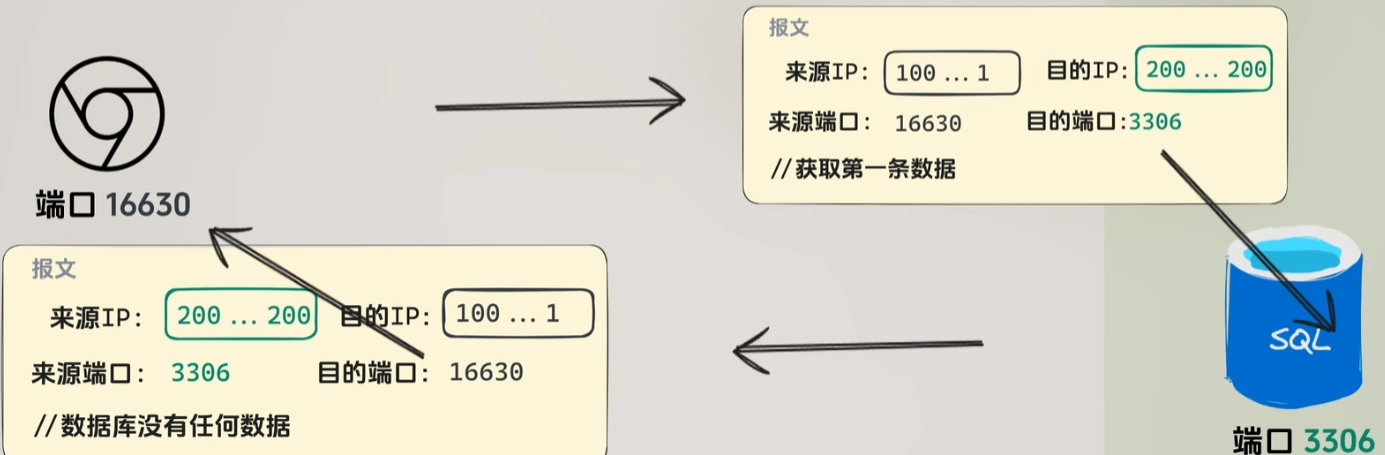 报文
来源IP: 100 ... 1 目的IP: 200 ... 200
来源端口: 16630 目的端口:3306
//获取第一条数据
端口 16630
报文
来源IP: 200 ... 200 目的IP: 100 ... 1
来源端口: 3306 目的端口: 16630
//数据库没有任何数据
SQL
端口 3306